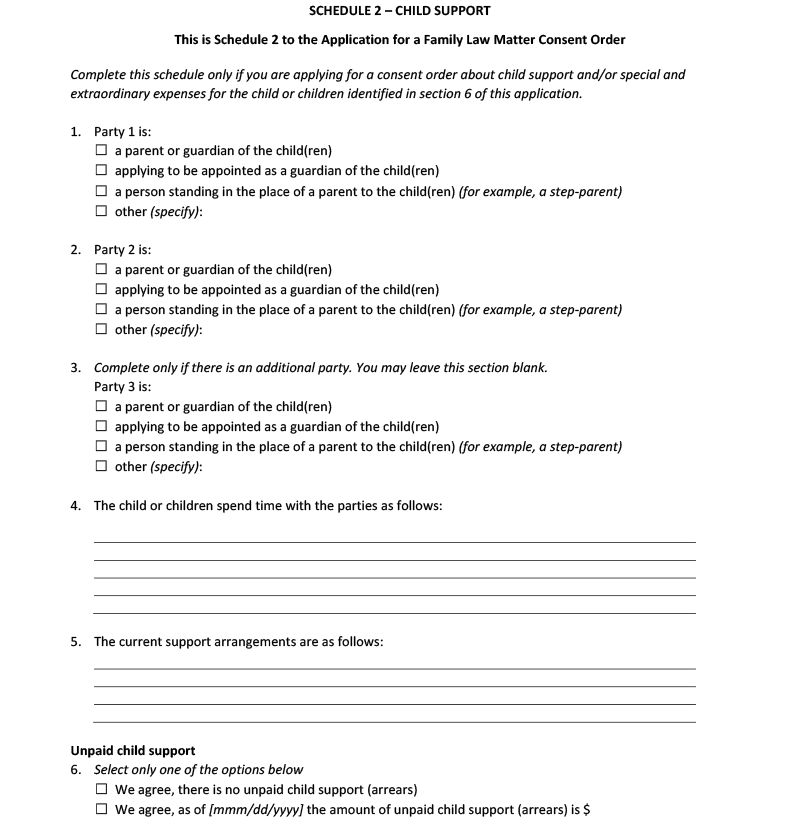 SCHEDULE 2 – CHILD SUPPORT
This is Schedule 2 to the Application for a Family Law Matter Consent Order
Complete this schedule only if you are applying for a consent order about child support and/or special and
extraordinary expenses for the child or children identified in section 6 of this application.
1. Party 1 is:
☐ a parent or guardian of the child(ren)
☐ applying to be appointed as a guardian of the child(ren)
☐ a person standing in the place of a parent to the child(ren) (for example, a step-parent)
☐ other (specify):
2. Party 2 is:
☐ a parent or guardian of the child(ren)
☐ applying to be appointed as a guardian of the child(ren)
☐ a person standing in the place of a parent to the child(ren) (for example, a step-parent)
☐ other (specify):
3. Complete only if there is an additional party. You may leave this section blank.
Party 3 is:
☐ a parent or guardian of the child(ren)
☐ applying to be appointed as a guardian of the child(ren)
☐ a person standing in the place of a parent to the child(ren) (for example, a step-parent)
☐ other (specify):
4. The child or children spend time with the parties as follows:
5. The current support arrangements are as follows:
Unpaid child support
6. Select only one of the options below
☐ We agree, there is no unpaid child support (arrears)
☐ We agree, as of [mmm/dd/yyyy] the amount of unpaid child support (arrears) is $